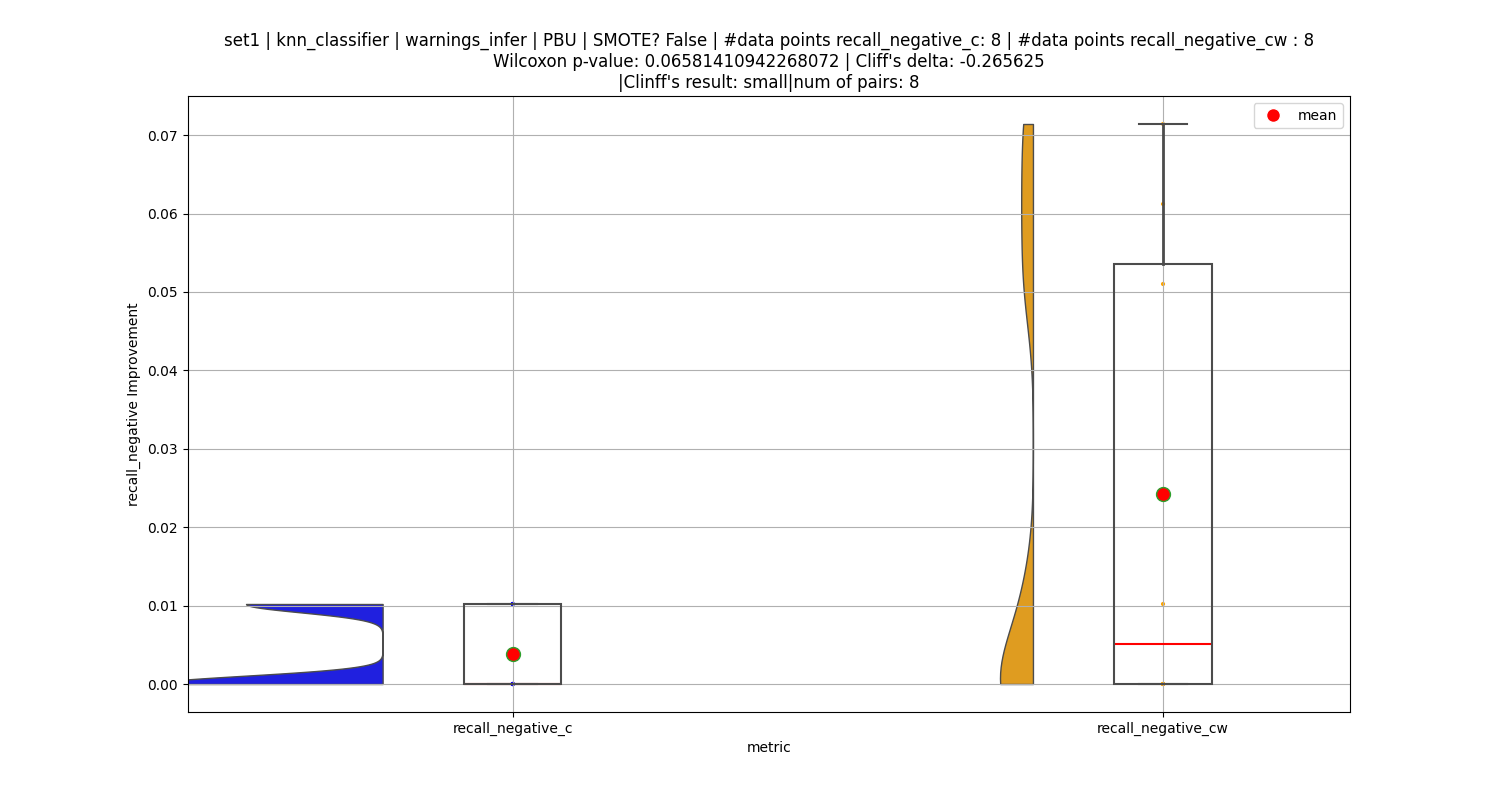 set1 | knn_classifier | warnings_infer | PBU | SMOTE? False | #data points recall_negative_c: 8 | #data points recall_negative_cw : 8
Wilcoxon p-value: 0.06581410942268072 | Cliff's delta: -0.265625
|Clinff's result: small|num of pairs: 8
mean
0.07
0.06
0.05
0.04
0.03
0.02
0.01
0.00
recall_negative Improvement
recall_negative_c
recall_negative_cw
metric